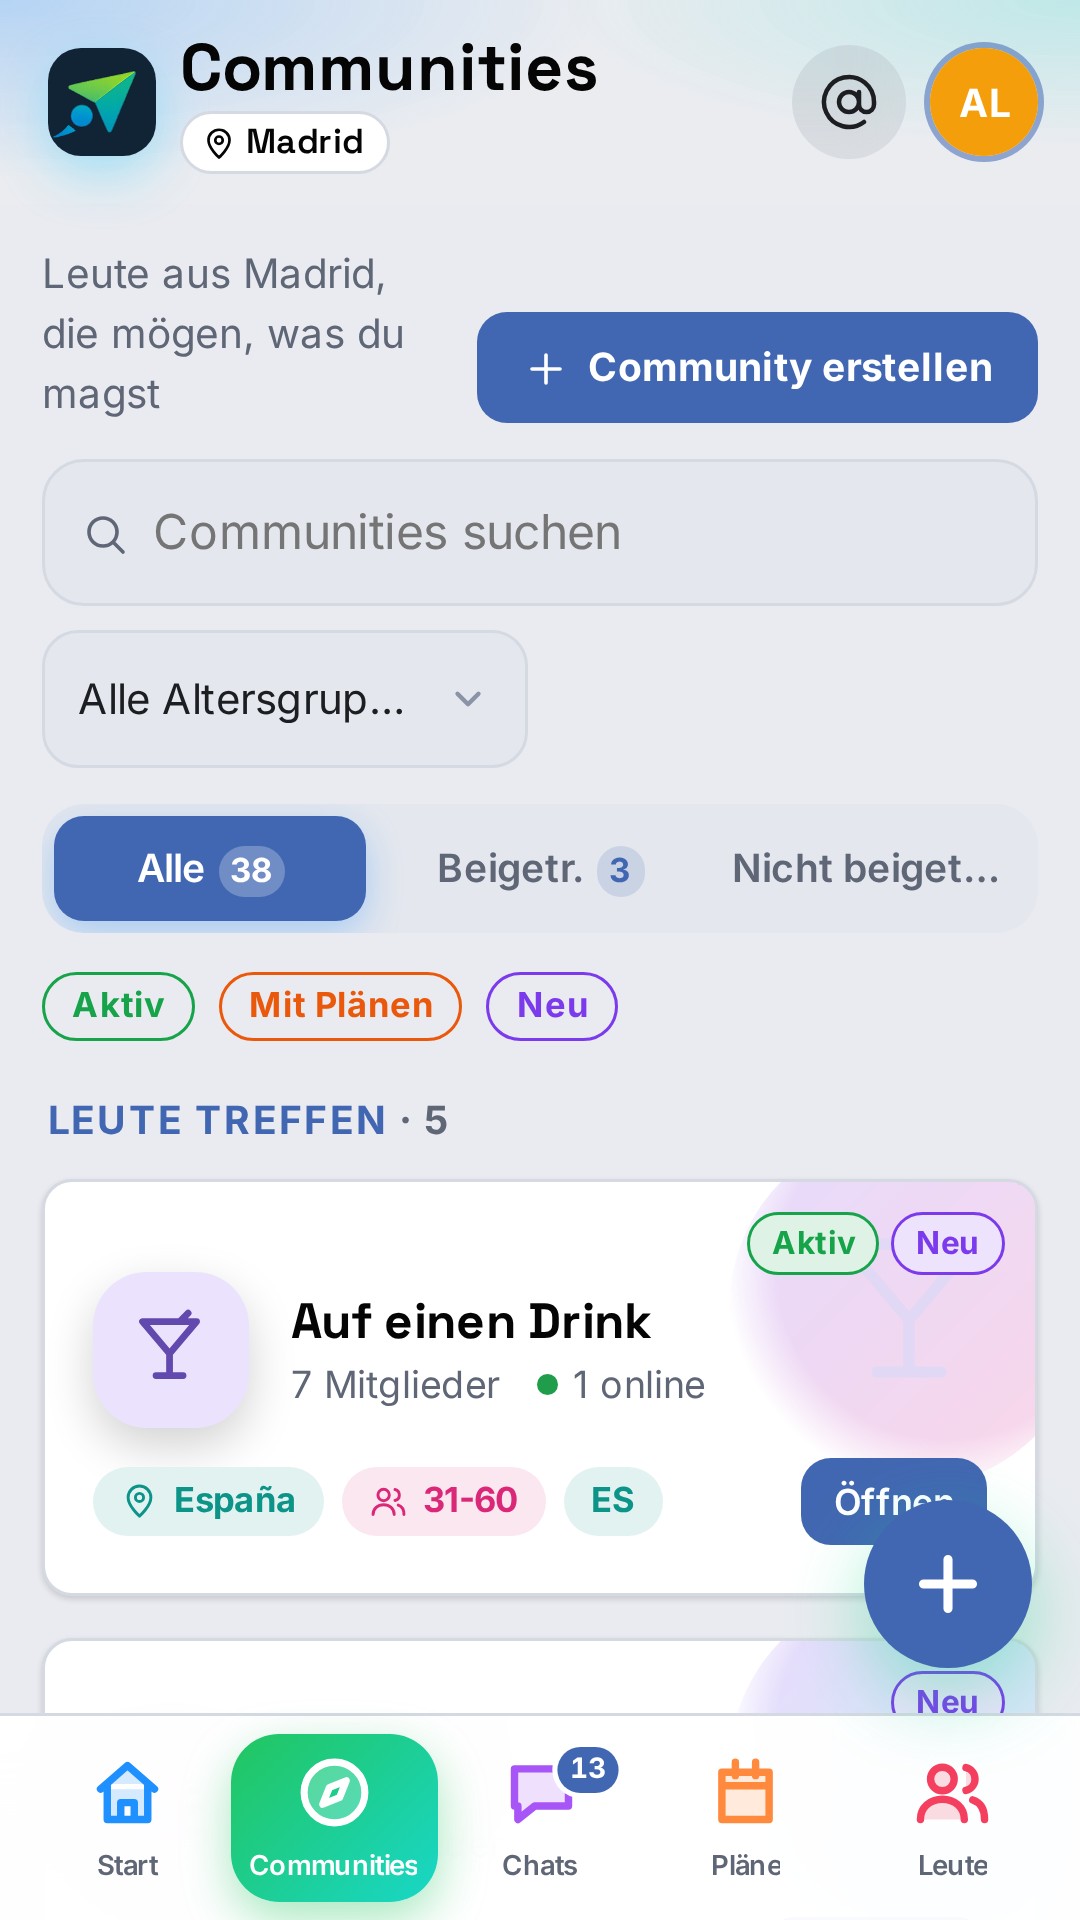 Communities
Madrid
@
AL
Leute aus Madrid,
die mögen, was du
magst
Community erstellen
Communities suchen
Alle Altersgrup...
Alle 38
Beigetr. 3
Nicht beiget...
Aktiv
Mit Plänen
Neu
LEUTE TREFFEN · 5
Aktiv
Neu
Auf einen Drink
7 Mitglieder
1 online
España
31-60
ES
Öffnen
Neu
13
Start
Communities
Chats
Pläne
Leute